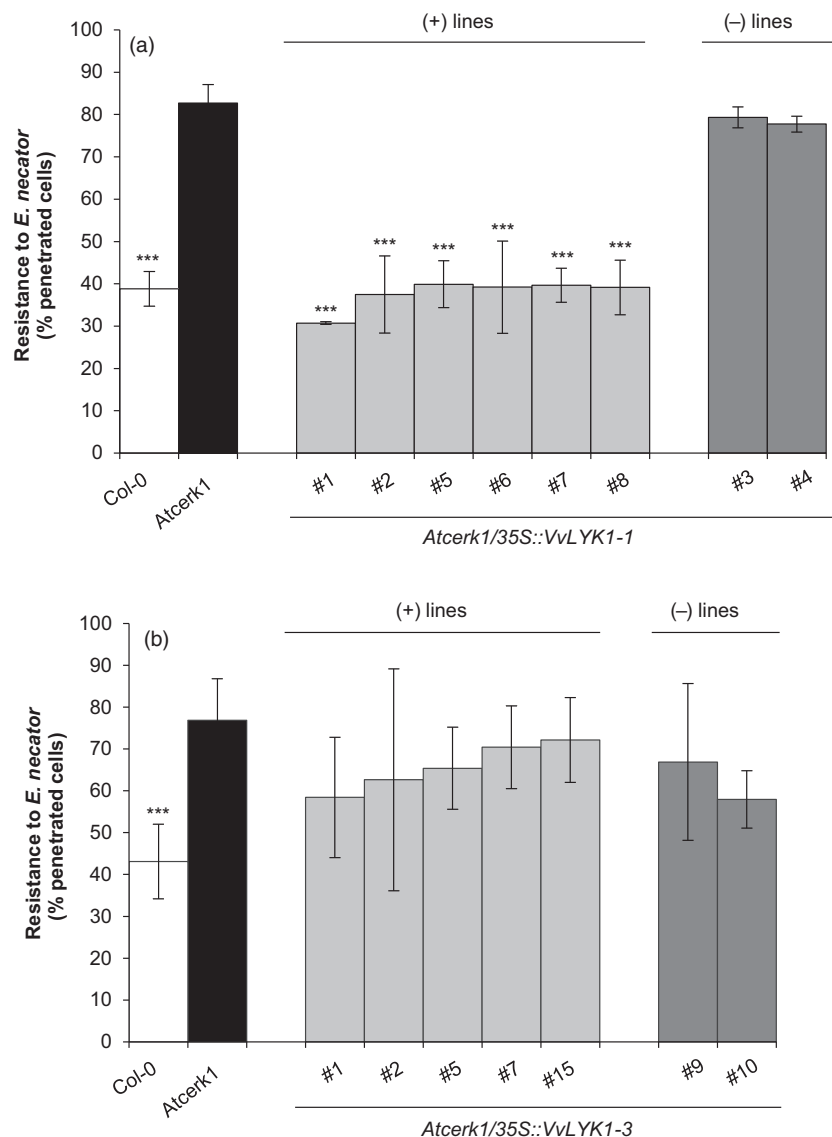 (a)
Resistance to E. necator
(% penetrated cells)
100
90
80
70
60
50
40
30
20
10
0
(+) lines
(–) lines
***
***
***
***
***
***
***
Col-0
Atcerk1
#1
#2
#5
#6
#7
#8
#3
#4
Atcerk1/35S::VvLYK1-1
(b)
Resistance to E. necator
(% penetrated cells)
100
90
80
70
60
50
40
30
20
10
0
(+) lines
(–) lines
***
Col-0
Atcerk1
#1
#2
#5
#7
#15
#9
#10
Atcerk1/35S::VvLYK1-3